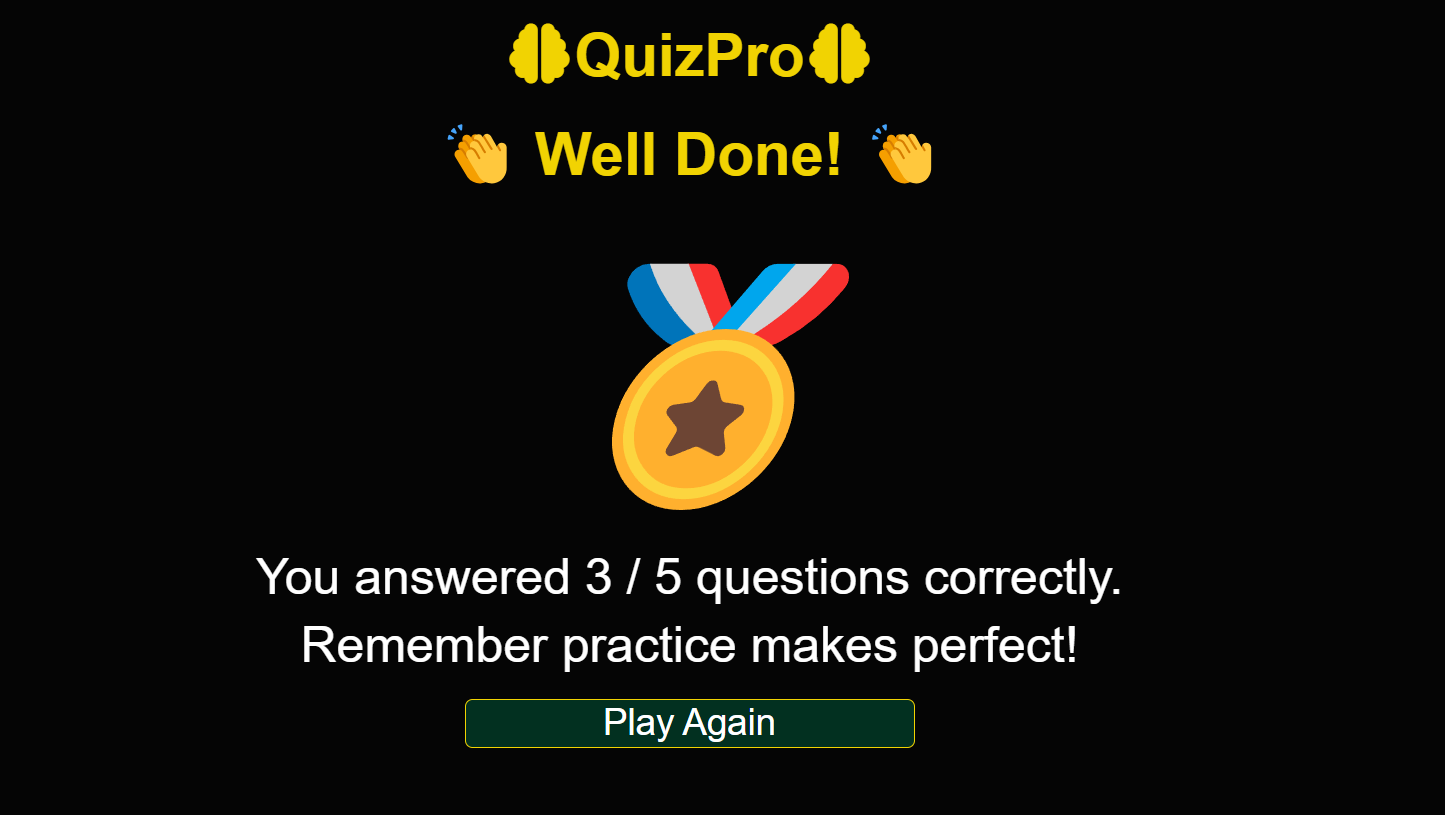 QuizPro
Well Done!
You answered 3 / 5 questions correctly.
Remember practice makes perfect!
Play Again